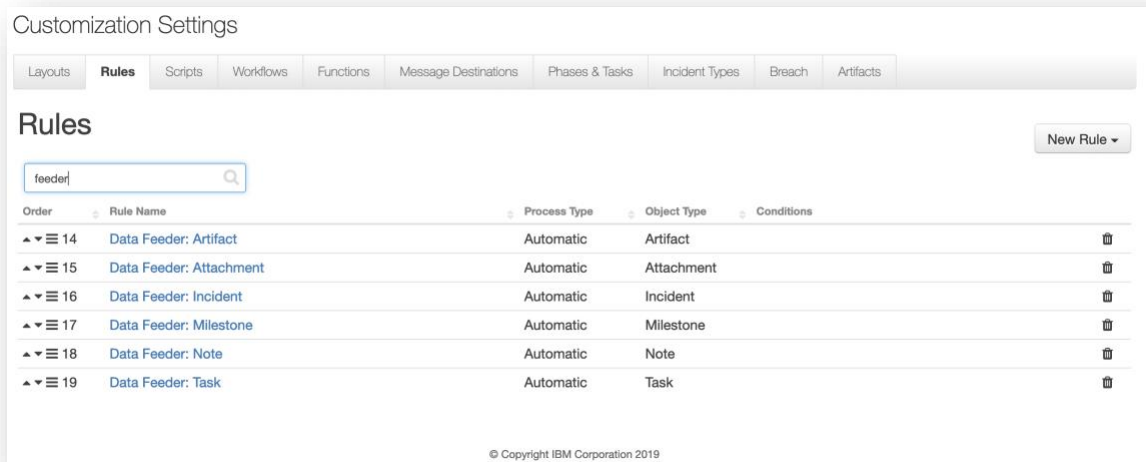 Customization Settings
Layouts Rules Scripts Workflows Functions Message Destinations Phases & Tasks Incident Types Breach Artifacts
Rules
New Rule
feeder
Order Rule Name Process Type Object Type Conditions
14 Data Feeder: Artifact Automatic Artifact
15 Data Feeder: Attachment Automatic Attachment
16 Data Feeder: Incident Automatic Incident
17 Data Feeder: Milestone Automatic Milestone
18 Data Feeder: Note Automatic Note
19 Data Feeder: Task Automatic Task
© Copyright IBM Corporation 2019